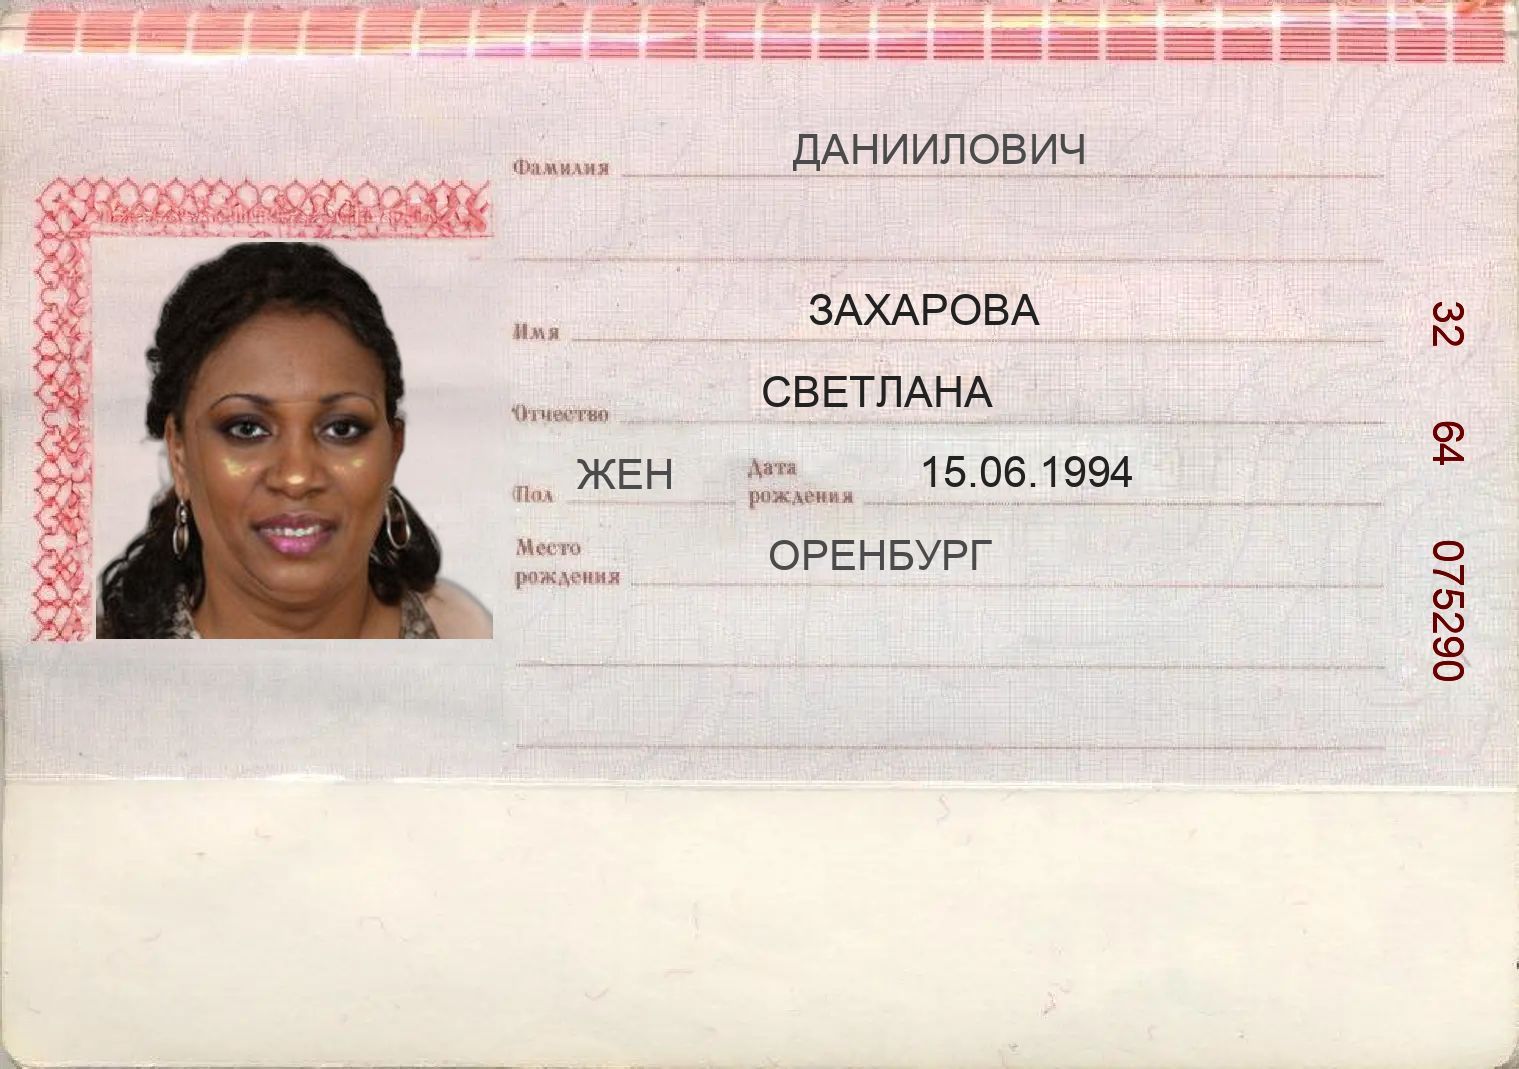 Фамилия ДАНИИЛОВИЧ
Имя ЗАХАРОВА
Отчество СВЕТЛАНА
Пол ЖЕН Дата рождения 15.06.1994
Место рождения ОРЕНБУРГ
32 64 075290